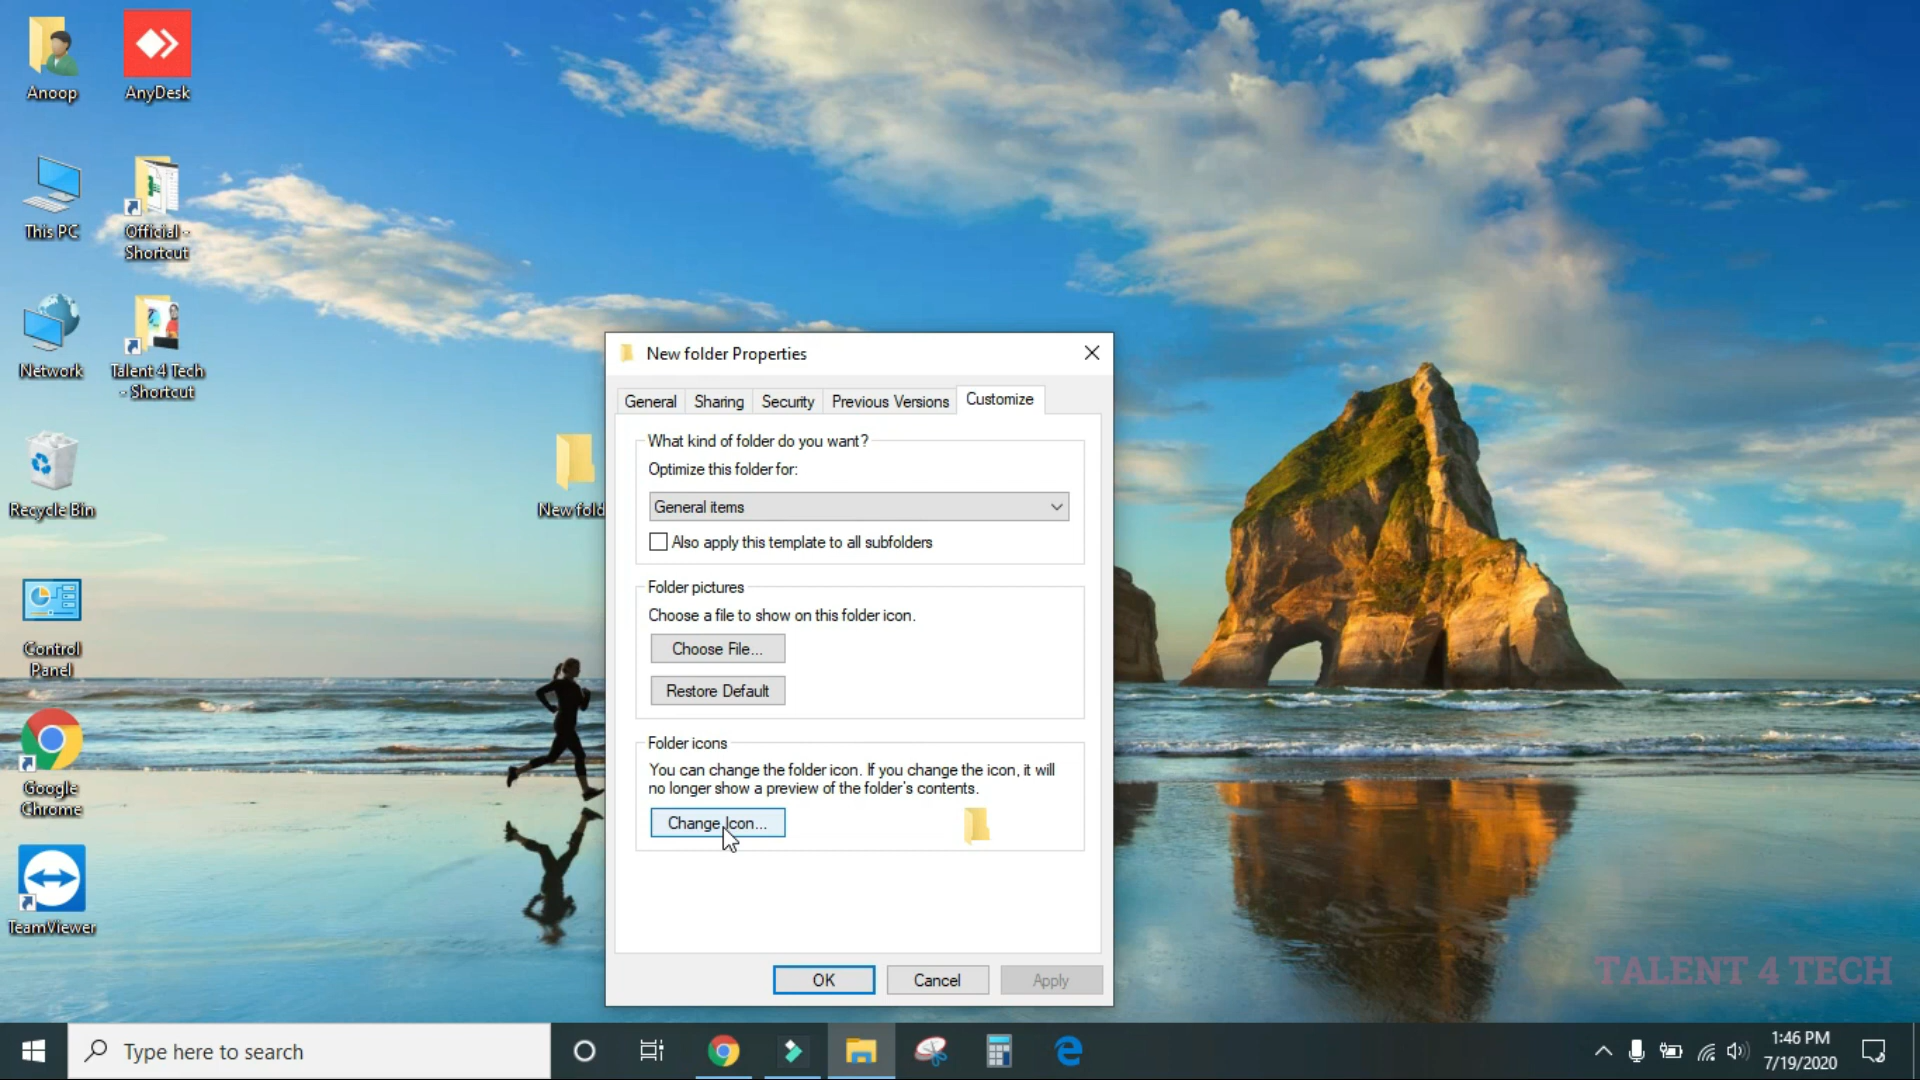 Anoop
AnyDesk
This PC
Official -
Shortcut
Network
Talent 4 Tech
- Shortcut
Recycle Bin
New fold
Control
Panel
Google
Chrome
TeamViewer
New folder Properties
General
Sharing
Security
Previous Versions
Customize
What kind of folder do you want?
Optimize this folder for:
General items
Also apply this template to all subfolders
Folder pictures
Choose a file to show on this folder icon.
Choose File...
Restore Default
Folder icons
You can change the folder icon. If you change the icon, it will
no longer show a preview of the folder's contents.
Change Icon...
OK
Cancel
Apply
TALENT 4 TECH
Type here to search
1:46 PM
7/19/2020